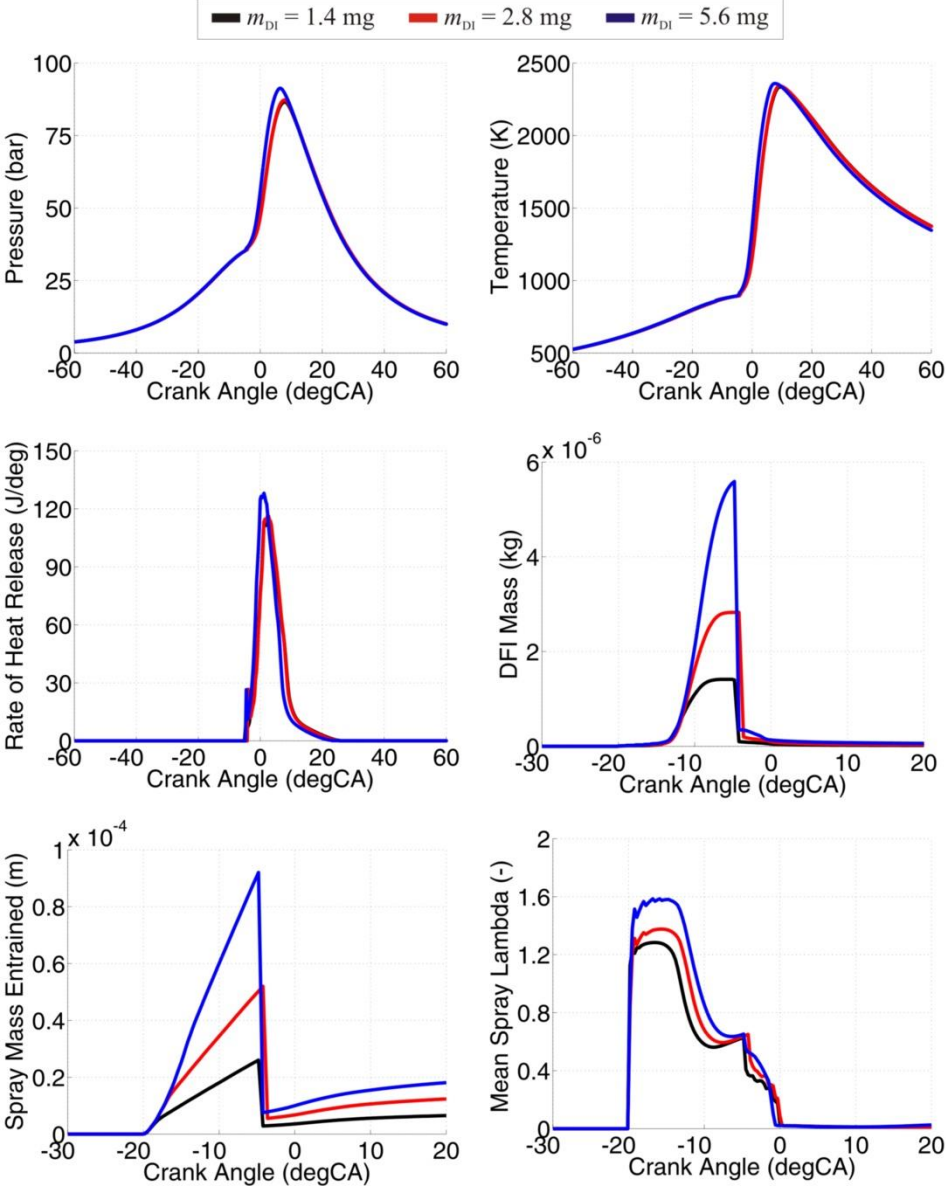 m_DI = 1.4 mg m_DI = 2.8 mg m_DI = 5.6 mg
100
75
50
25
0
-60 -40 -20 0 20 40 60
Crank Angle (degCA)
Pressure (bar)
2500
2000
1500
1000
500
-60 -40 -20 0 20 40 60
Crank Angle (degCA)
Temperature (K)
150
120
90
60
30
0
-60 -40 -20 0 20 40 60
Crank Angle (degCA)
Rate of Heat Release (J/deg)
x 10^-6
6
4
2
0
-30 -20 -10 0 10 20
Crank Angle (degCA)
DFI Mass (kg)
x 10^-4
1
0.8
0.6
0.4
0.2
0
-30 -20 -10 0 10 20
Crank Angle (degCA)
Spray Mass Entrained (m)
2
1.6
1.2
0.8
0.4
0
-30 -20 -10 0 10 20
Crank Angle (degCA)
Mean Spray Lambda (-)